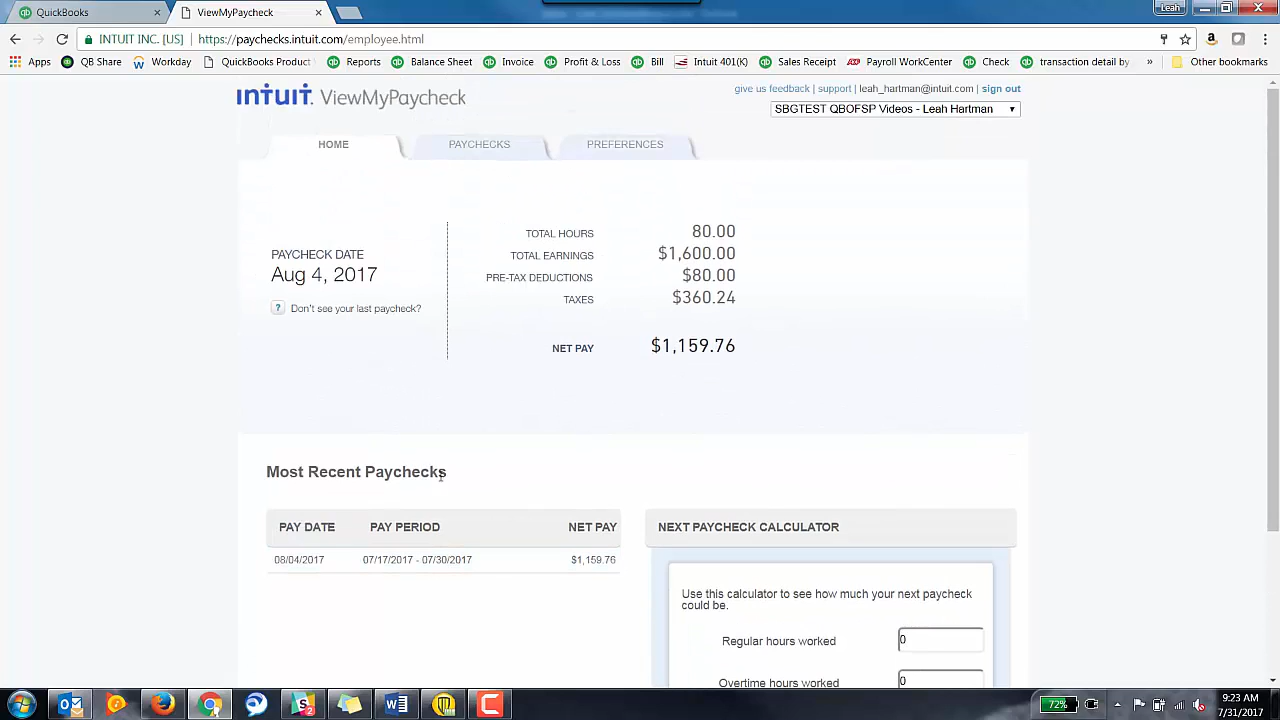 QuickBooks
ViewMyPaycheck
Leah
INTUIT INC. [US]
https://paychecks.intuit.com/employee.html
Apps
QB Share
Workday
QuickBooks Product
Reports
Balance Sheet
Invoice
Profit & Loss
Bill
Intuit 401(K)
Sales Receipt
Payroll WorkCenter
Check
transaction detail by
»
Other bookmarks
intuit. ViewMyPaycheck
give us feedback | support | leah_hartman@intuit.com | sign out
SBGTEST QBOFSP Videos - Leah Hartman
HOME
PAYCHECKS
PREFERENCES
PAYCHECK DATE
Aug 4, 2017
? Don't see your last paycheck?
TOTAL HOURS 80.00
TOTAL EARNINGS $1,600.00
PRE-TAX DEDUCTIONS $80.00
TAXES $360.24
NET PAY $1,159.76
Most Recent Paychecks
PAY DATE PAY PERIOD NET PAY
08/04/2017 07/17/2017 - 07/30/2017 $1,159.76
NEXT PAYCHECK CALCULATOR
Use this calculator to see how much your next paycheck
could be.
Regular hours worked 0
Overtime hours worked 0
72%
9:23 AM
7/31/2017